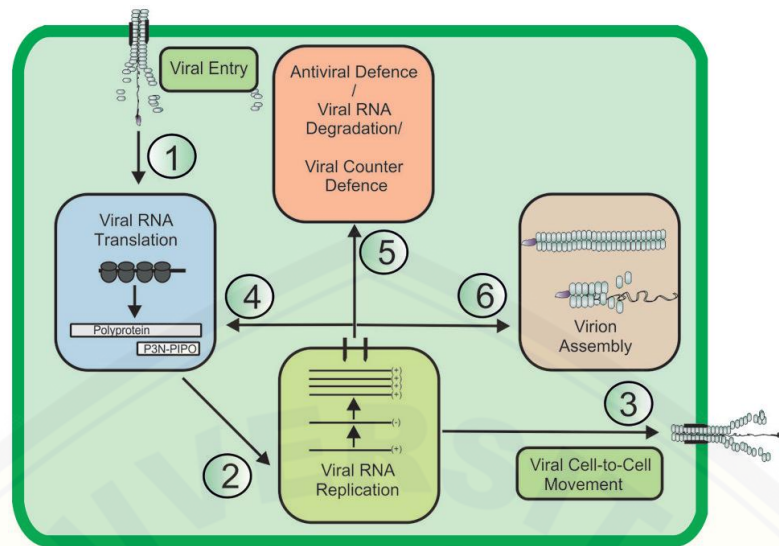 Viral Entry
1
Antiviral Defence
/
Viral RNA
Degradation/
Viral Counter
Defence
Viral RNA
Translation
Polyprotein
P3N-PIPO
5
4
6
Virion
Assembly
2
(+)
(+)
(+)
(+)
(-)
(+)
Viral RNA
Replication
3
Viral Cell-to-Cell
Movement
UNIVERSIT